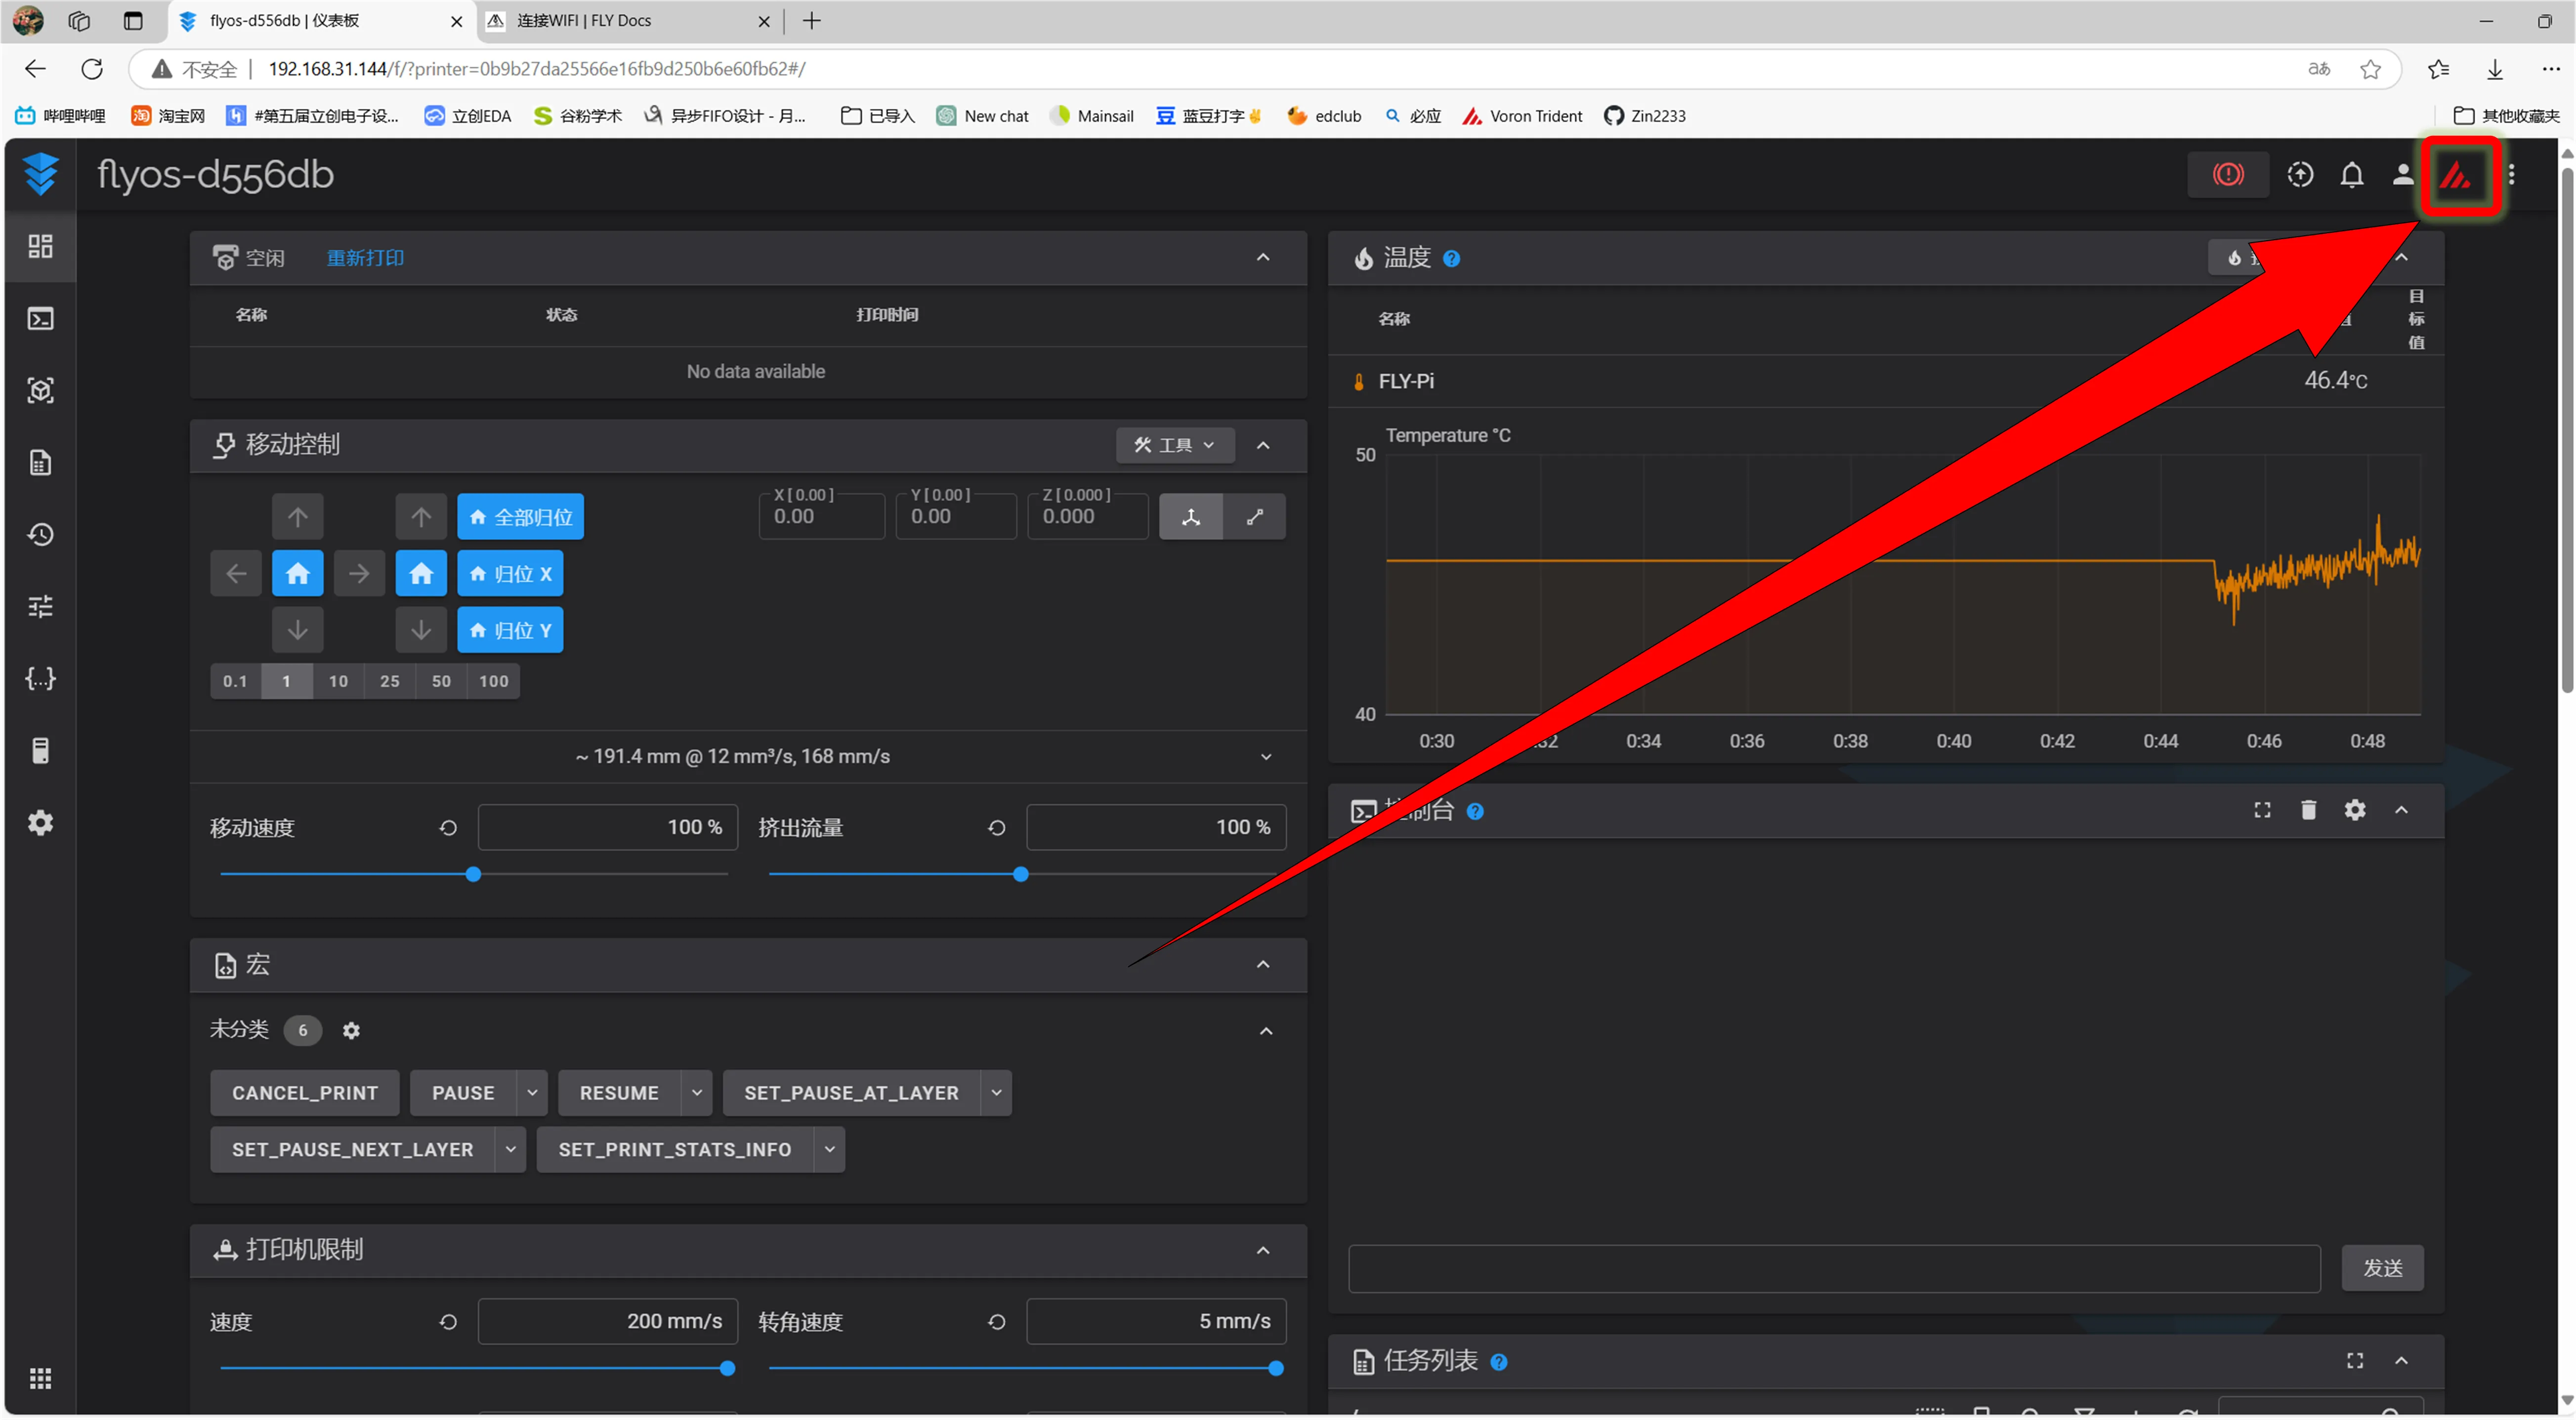 flyos-d556db | 仪表板
连接WIFI | FLY Docs
不安全
192.168.31.144/f/?printer=0b9b27da25566e16fb9d250b6e60fb62#/
aあ
哔哩哔哩
淘宝网
#第五届立创电子设...
立创EDA
谷粉学术
异步FIFO设计 - 月...
已导入
New chat
Mainsail
蓝豆打字✌
edclub
必应
Voron Trident
Zin2233
其他收藏夹
flyos-d556db
空闲
重新打印
名称
状态
打印时间
No data available
移动控制
工具
X [ 0.00 ]
0.00
Y [ 0.00 ]
0.00
Z [ 0.000 ]
0.000
全部归位
归位 X
归位 Y
0.1
1
10
25
50
100
~ 191.4 mm @ 12 mm³/s, 168 mm/s
移动速度
100 %
挤出流量
100 %
宏
未分类
6
CANCEL_PRINT
PAUSE
RESUME
SET_PAUSE_AT_LAYER
SET_PAUSE_NEXT_LAYER
SET_PRINT_STATS_INFO
打印机限制
速度
200 mm/s
转角速度
5 mm/s
温度
名称
目标值
FLY-Pi
46.4°C
Temperature °C
50
40
0:30
0:34
0:36
0:38
0:40
0:42
0:44
0:46
0:48
制台
发送
任务列表